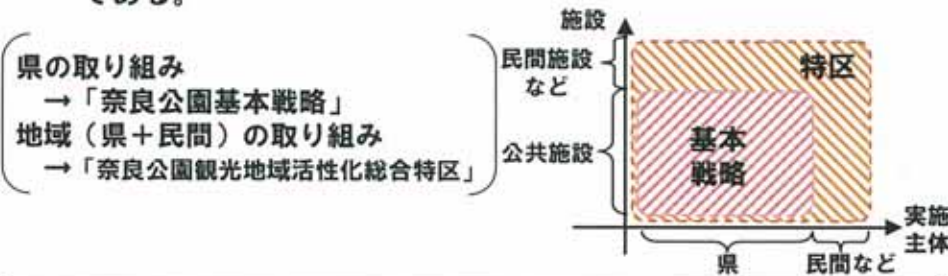 である。
県の取り組み
→「奈良公園基本戦略」
地域（県＋民間）の取り組み
→「奈良公園観光地域活性化総合特区」
施設
民間施設
など
公共施設
特区
基本
戦略
実施
主体
県
民間など